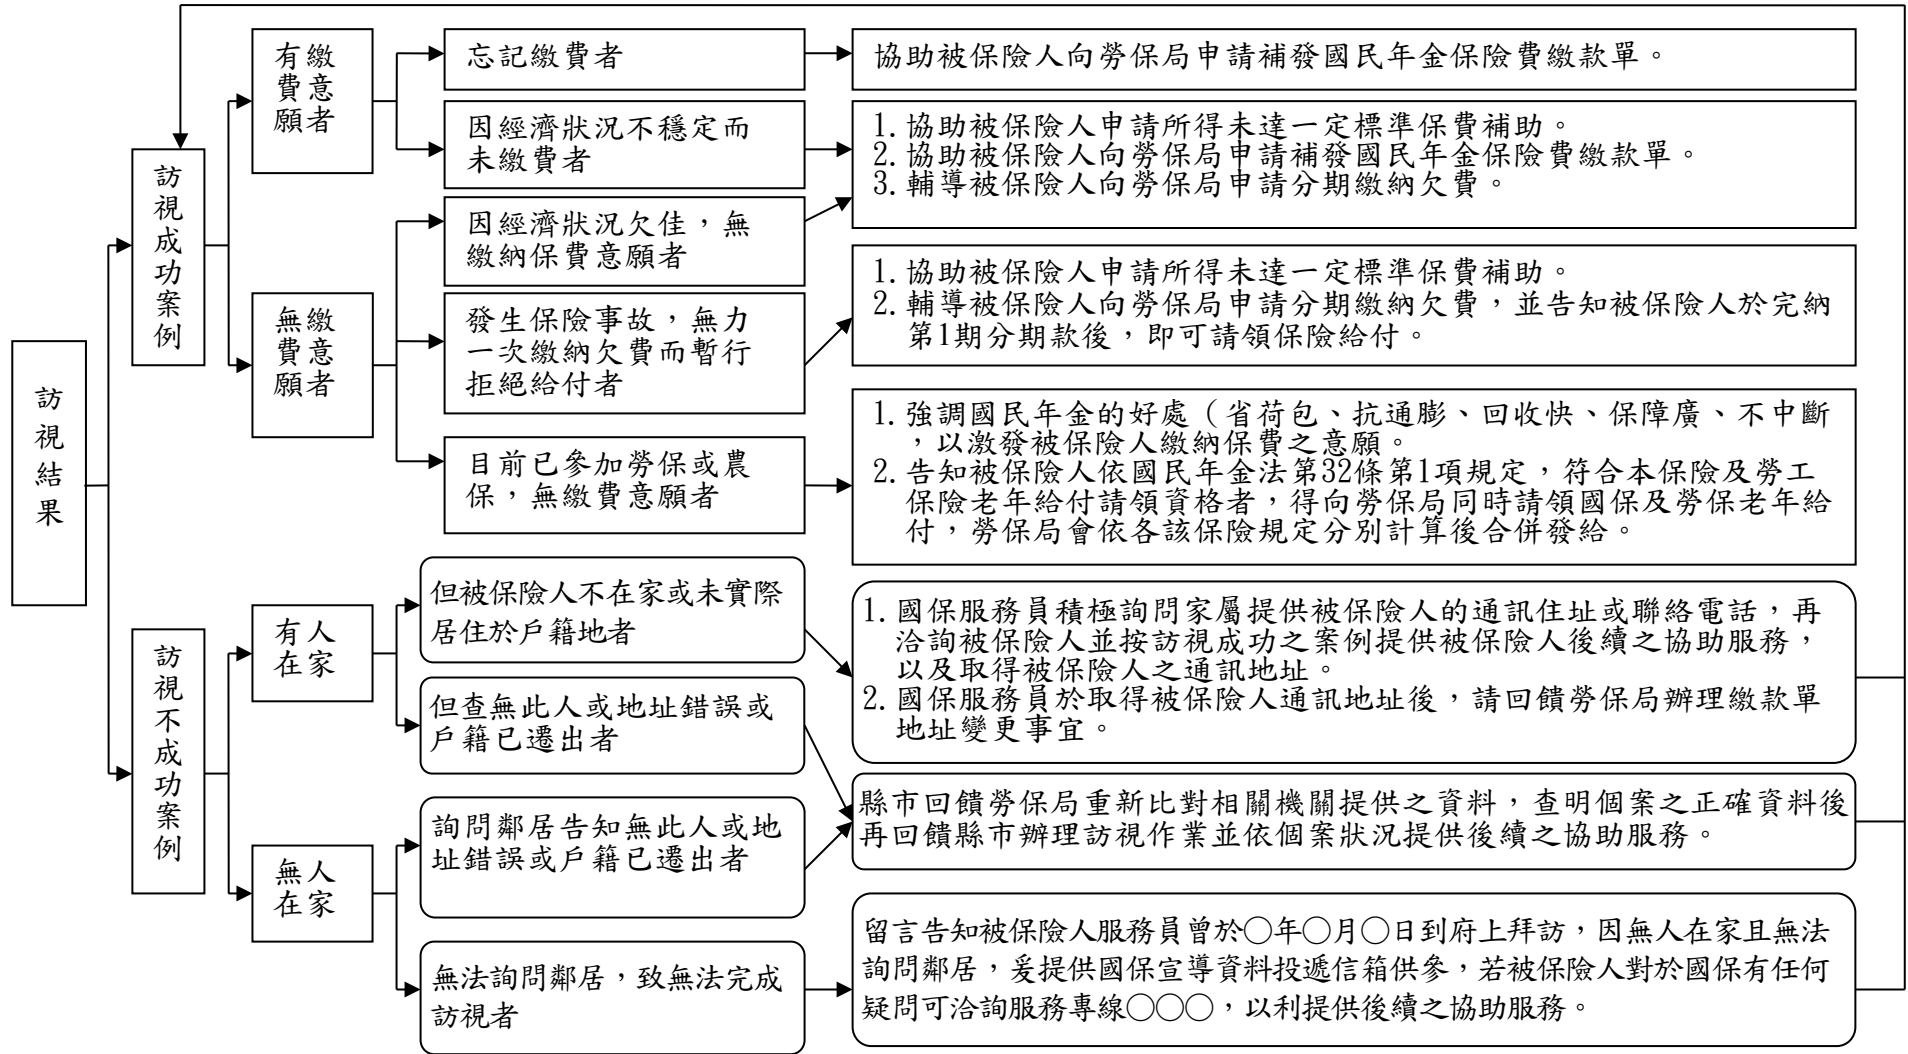 訪視結果
訪視成功案例
有繳
費意
願者
忘記繳費者
協助被保險人向勞保局申請補發國民年金保險費繳款單。
因經濟狀況不穩定而
未繳費者
1.協助被保險人申請所得未達一定標準保費補助。
2.協助被保險人向勞保局申請補發國民年金保險費繳款單。
3.輔導被保險人向勞保局申請分期繳納欠費。
無繳
費意
願者
因經濟狀況欠佳,無
繳納保費意願者
發生保險事故,無力
一次繳納欠費而暫行
拒絕給付者
1.協助被保險人申請所得未達一定標準保費補助。
2.輔導被保險人向勞保局申請分期繳納欠費,並告知被保險人於完納
第1期分期款後,即可請領保險給付。
目前已參加勞保或農
保,無繳費意願者
1.強調國民年金的好處(省荷包、抗通膨、回收快、保障廣、不中斷
,以激發被保險人繳納保費之意願。
2.告知被保險人依國民年金法第32條第1項規定,符合本保險及勞工
保險老年給付請領資格者,得向勞保局同時請領國保及勞保老年給
付,勞保局會依各該保險規定分別計算後合併發給。
訪視不成功案例
有人
在家
但被保險人不在家或未實際
居住於戶籍地者
1.國保服務員積極詢問家屬提供被保險人的通訊住址或聯絡電話,再
洽詢被保險人並按訪視成功之案例提供被保險人後續之協助服務,
以及取得被保險人之通訊地址。
2.國保服務員於取得被保險人通訊地址後,請回饋勞保局辦理繳款單
地址變更事宜。
但查無此人或地址錯誤或
戶籍已遷出者
無人
在家
詢問鄰居告知無此人或地
址錯誤或戶籍已遷出者
縣市回饋勞保局重新比對相關機關提供之資料,查明個案之正確資料後
再回饋縣市辦理訪視作業並依個案狀況提供後續之協助服務。
無法詢問鄰居,致無法完成
訪視者
留言告知被保險人服務員曾於○年○月○日到府上拜訪,因無人在家且無法
詢問鄰居,爰提供國保宣導資料投遞信箱供參,若被保險人對於國保有任何
疑問可洽詢服務專線○○○,以利提供後續之協助服務。